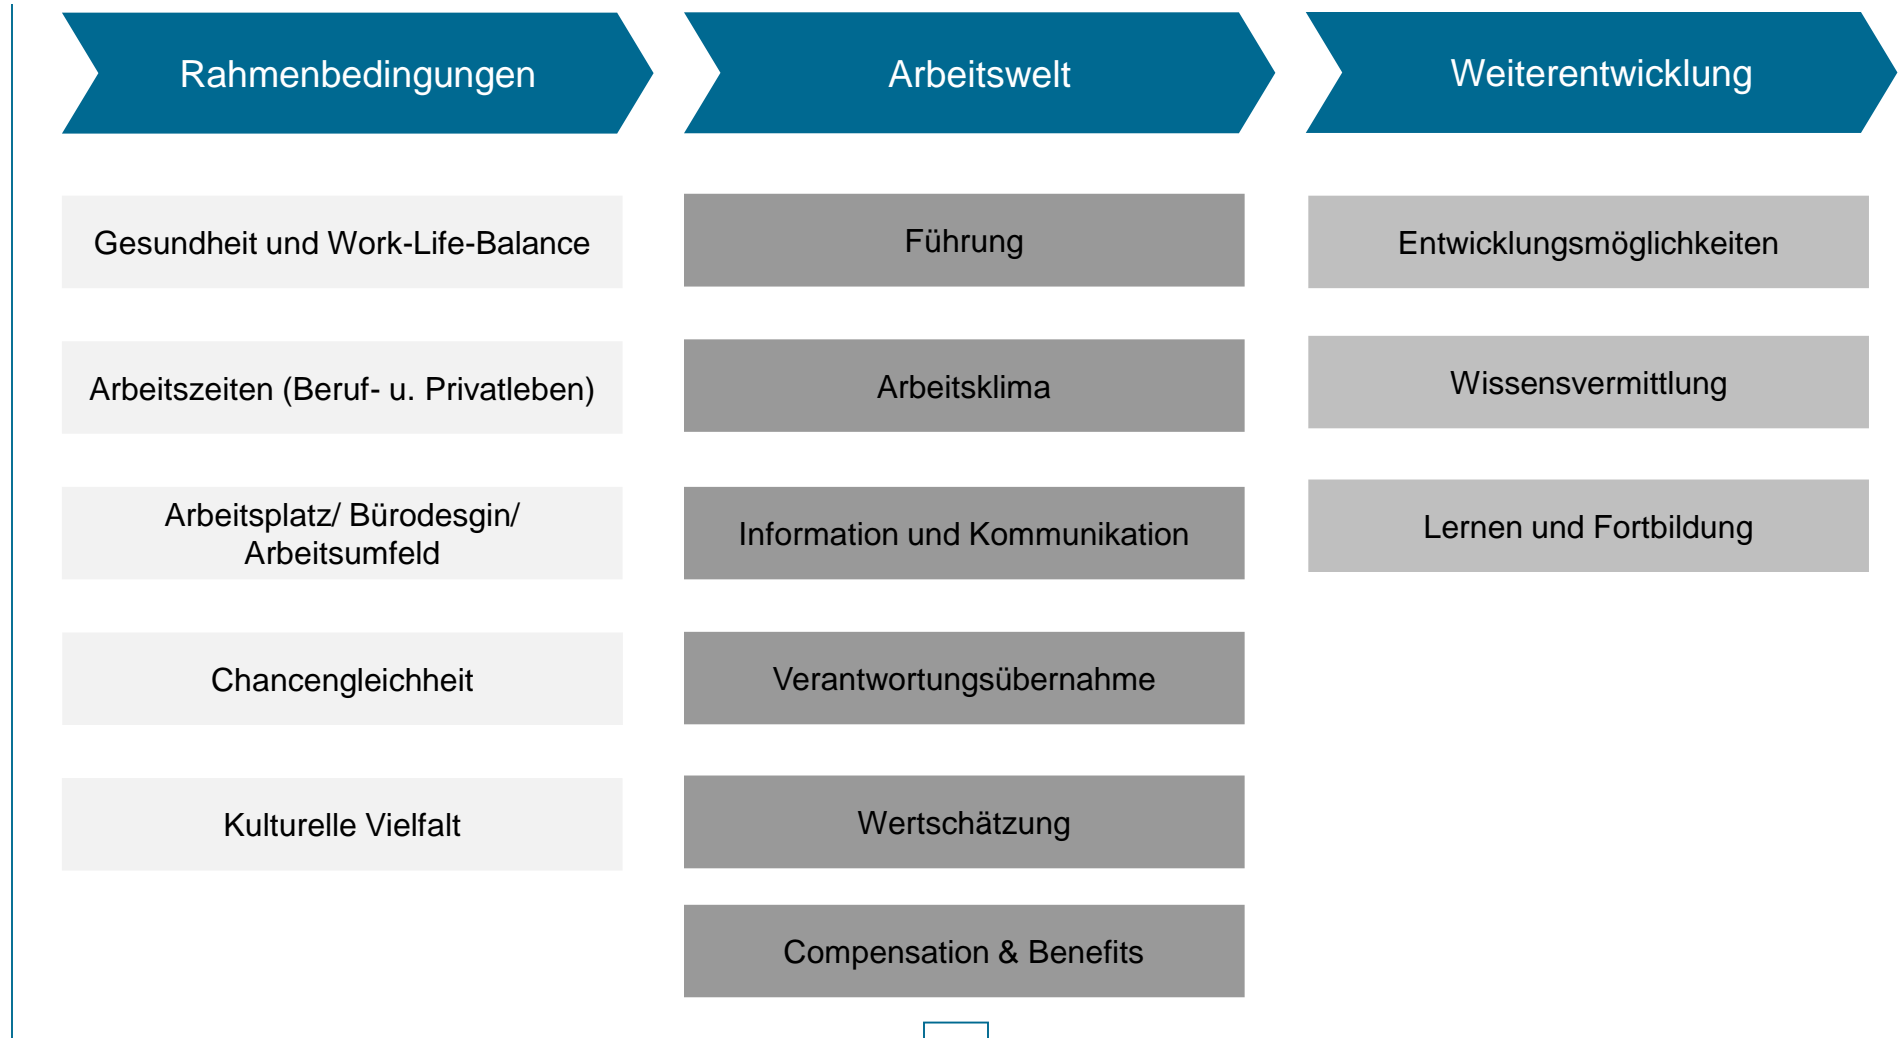 Rahmenbedingungen
Gesundheit und Work-Life-Balance
Arbeitszeiten (Beruf- u. Privatleben)
Arbeitsplatz/ Bürodesgin/
Arbeitsumfeld
Chancengleichheit
Kulturelle Vielfalt
Arbeitswelt
Führung
Arbeitsklima
Information und Kommunikation
Verantwortungsübernahme
Wertschätzung
Compensation & Benefits
Weiterentwicklung
Entwicklungsmöglichkeiten
Wissensvermittlung
Lernen und Fortbildung